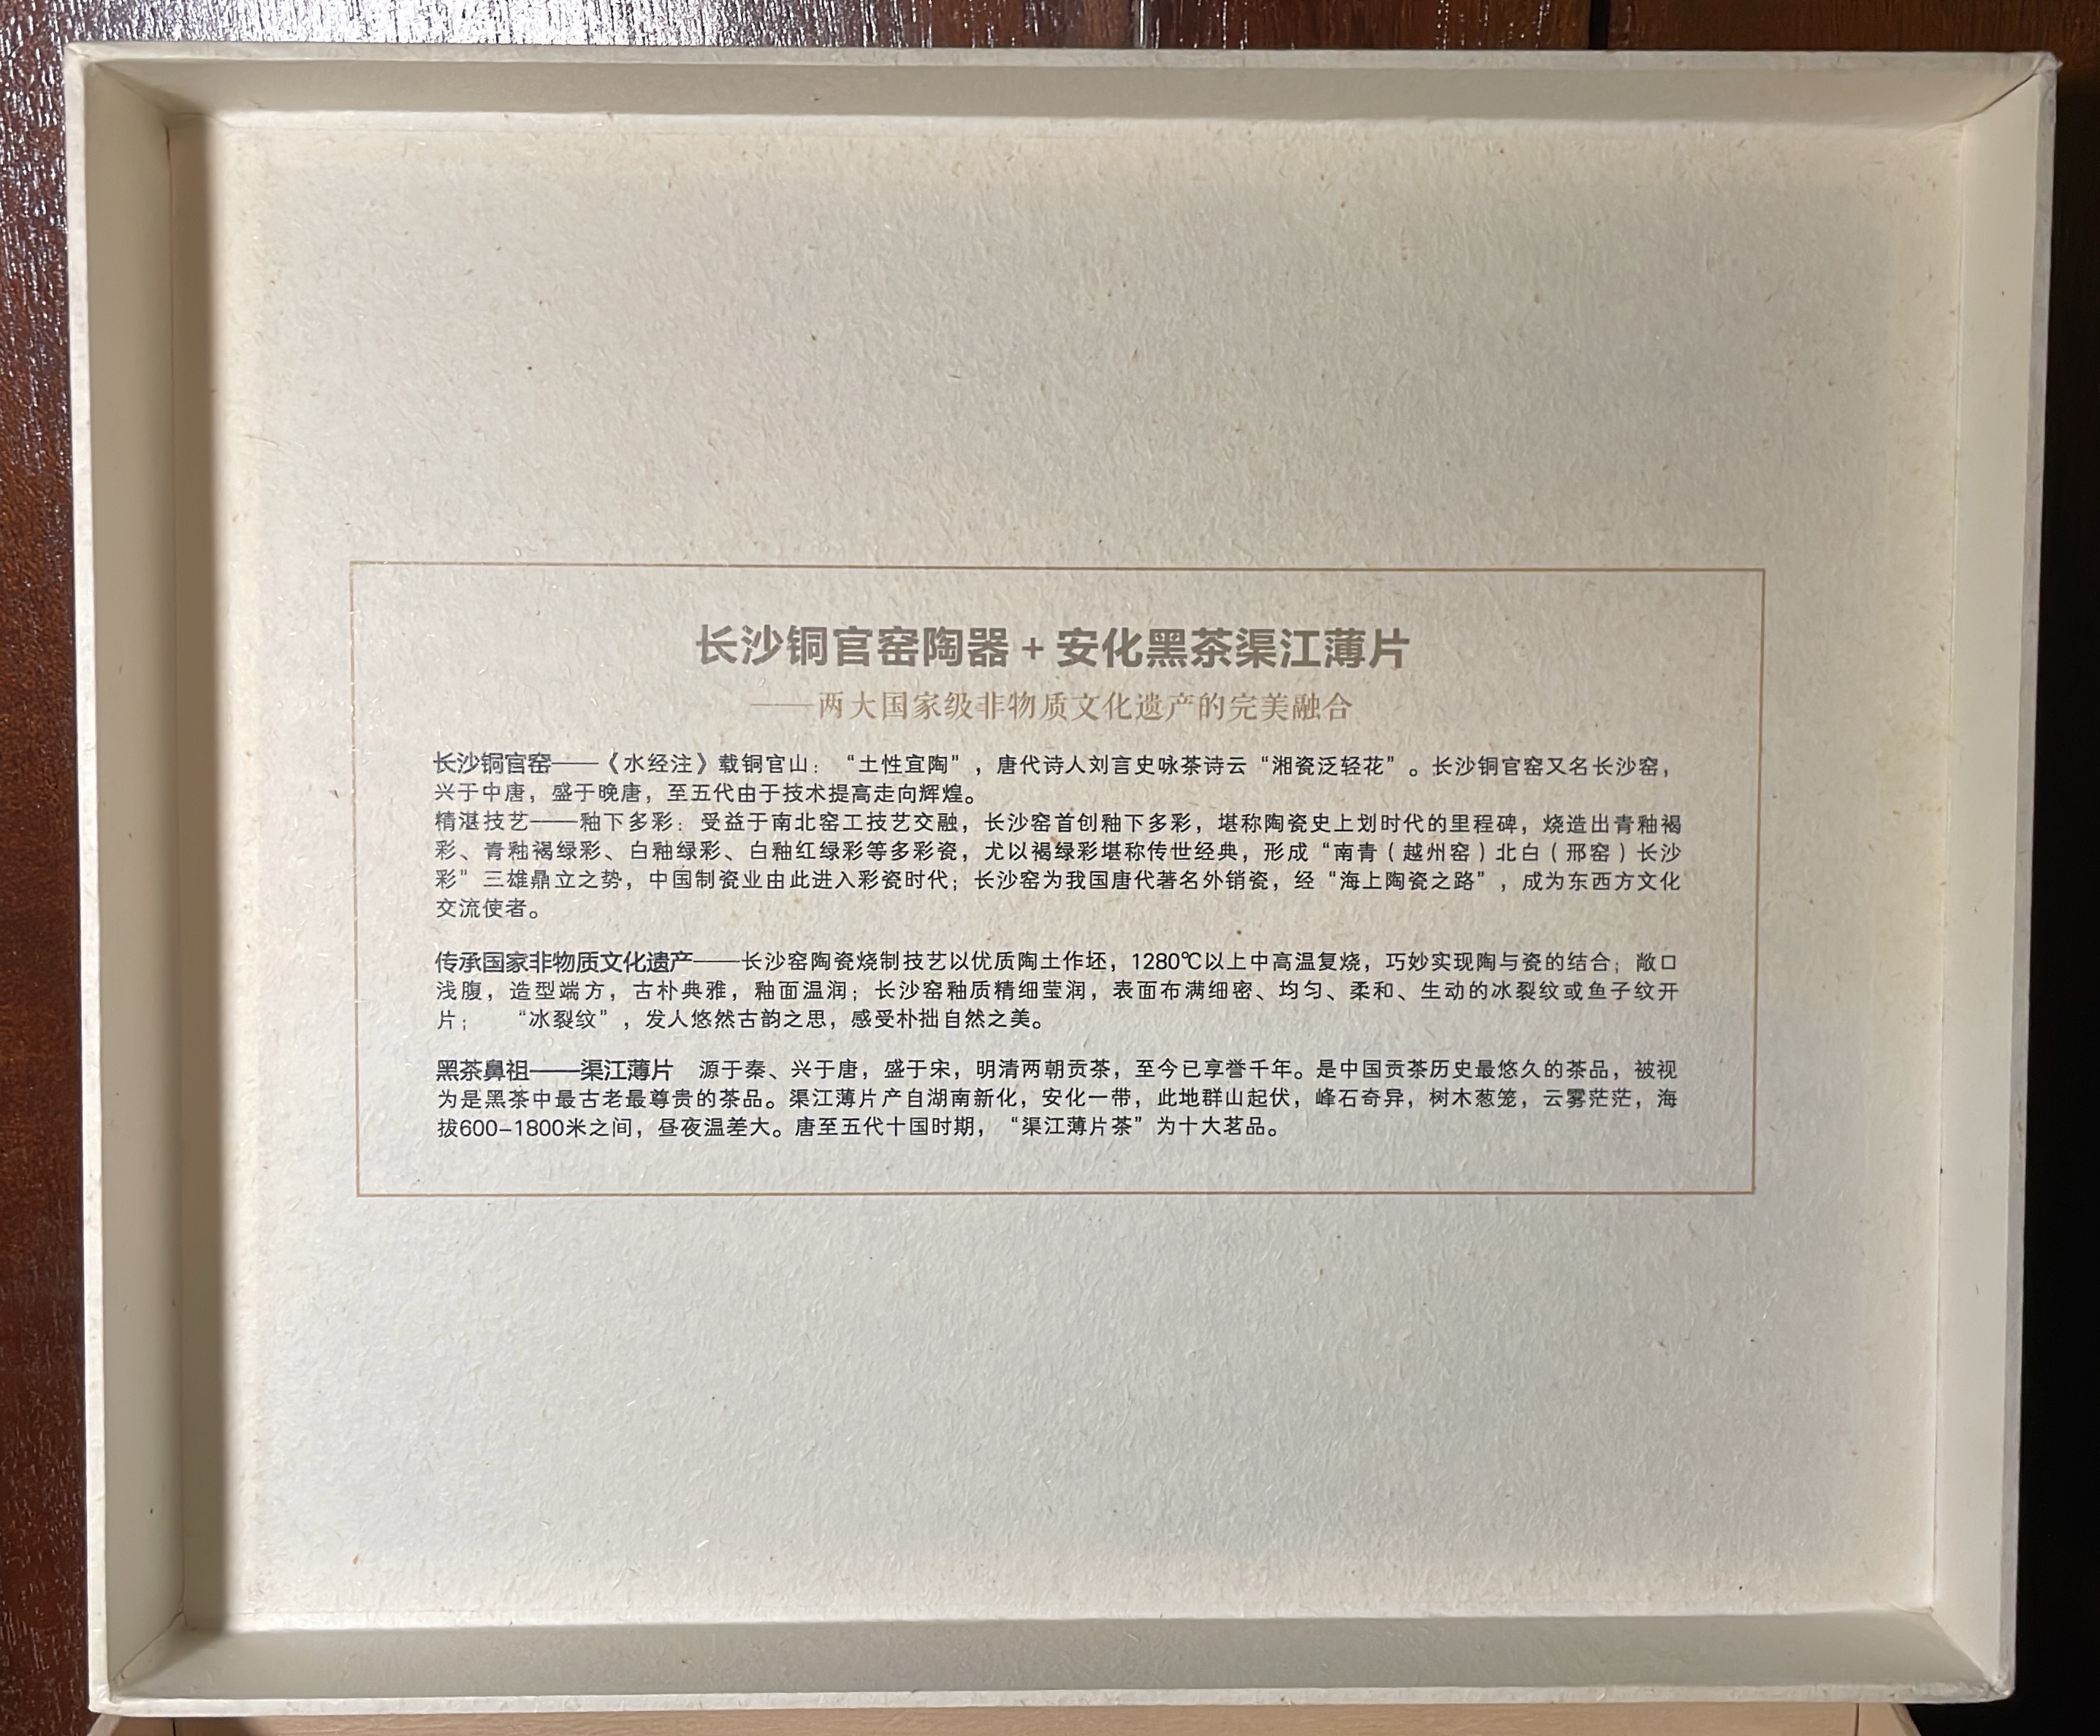 长沙铜官窑陶器+安化黑茶渠江薄片
——两大国家级非物质文化遗产的完美融合
长沙铜官窑——《水经注》载铜官山：“土性宜陶”，唐代诗人刘言史咏茶诗云“湘瓷泛轻花”。长沙铜官窑又名长沙窑，
兴于中唐，盛于晚唐，至五代由于技术提高走向辉煌。
精湛技艺——釉下多彩：受益于南北窑工技艺交融，长沙窑首创釉下多彩，堪称陶瓷史上划时代的里程碑，烧造出青釉褐
彩、青釉褐绿彩、白釉绿彩、白釉红绿彩等多彩瓷，尤以褐绿彩堪称传世经典，形成“南青（越州窑）北白（邢窑）长沙
彩”三雄鼎立之势，中国制瓷业由此进入彩瓷时代；长沙窑为我国唐代著名外销瓷，经“海上陶瓷之路”，成为东西方文化
交流使者。
传承国家非物质文化遗产——长沙窑陶瓷烧制技艺以优质陶土作坯，1280℃以上中高温复烧，巧妙实现陶与瓷的结合；敞口
浅腹，造型端方，古朴典雅，釉面温润；长沙窑釉质精细莹润，表面布满细密、均匀、柔和、生动的冰裂纹或鱼子纹开
片； “冰裂纹”，发人悠然古韵之思，感受朴拙自然之美。
黑茶鼻祖——渠江薄片 源于秦、兴于唐，盛于宋，明清两朝贡茶，至今已享誉千年。是中国贡茶历史最悠久的茶品，被视
为是黑茶中最古老最尊贵的茶品。渠江薄片产自湖南新化，安化一带，此地群山起伏，峰石奇异，树木葱笼，云雾茫茫，海
拔600-1800米之间，昼夜温差大。唐至五代十国时期，“渠江薄片茶”为十大茗品。